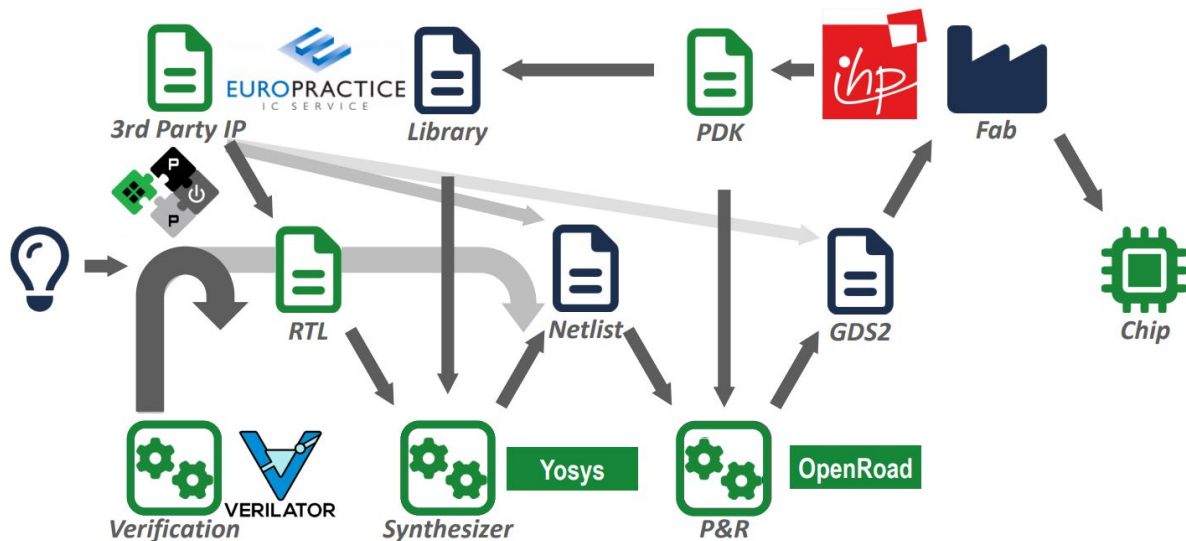 EUROPRACTICE
IC SERVICE
ihp
3rd Party IP
Library
PDK
Fab
P
P
RTL
Netlist
GDS2
Chip
Yosys
OpenRoad
VERILATOR
Verification
Synthesizer
P&R